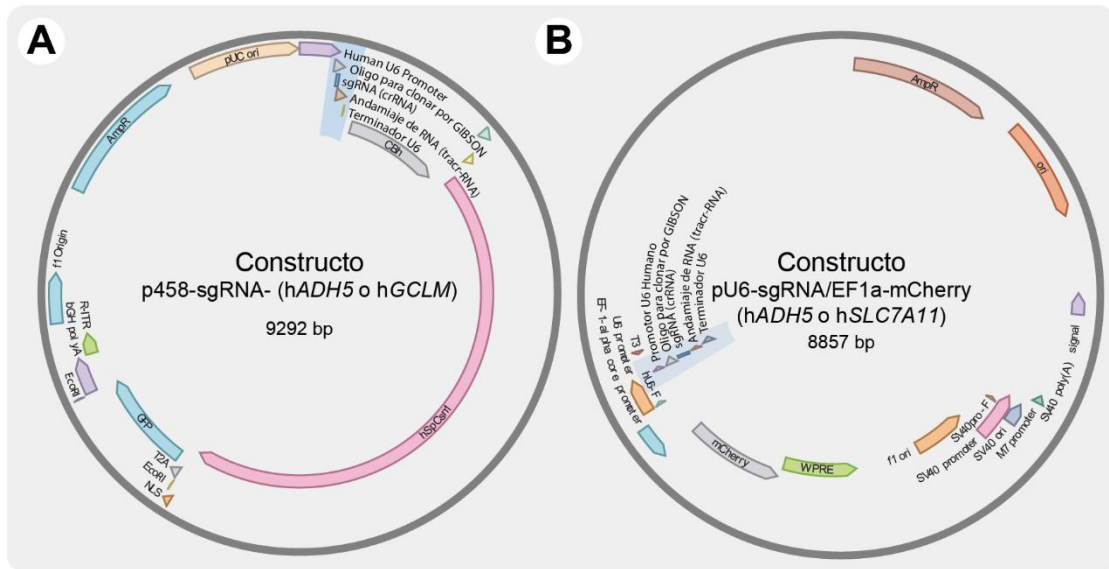 A
pUC ori
Human U6 Promoter
Oligo para clonar por GIBSON
sgRNA (crRNA)
Andamiaje de RNA (tracr-RNA)
Terminador U6
CBh
AmpR
f1 Origin
R-ITR
bGH poly A
EcoRI
GFP
T2A
EcoRI
NLS
Constructo
p458-sgRNA- (hADH5 o hGCLM)
9292 bp
B
AmpR
ori
Promotor U6 Humano
Oligo para clonar por GIBSON
sgRNA (crRNA)
Andamiaje de RNA (tracr-RNA)
Terminador U6
T3
hU6-F
U6 promoter
EF-1-alpha core promoter
Constructo
pU6-sgRNA/EF1a-mCherry
(hADH5 o hSLC7A11)
8857 bp
mCherry
WPRE
f1 ori
SV40pro-F
SV40 promoter
SV40 ori
M7 promoter
SV40 poly(A) signal